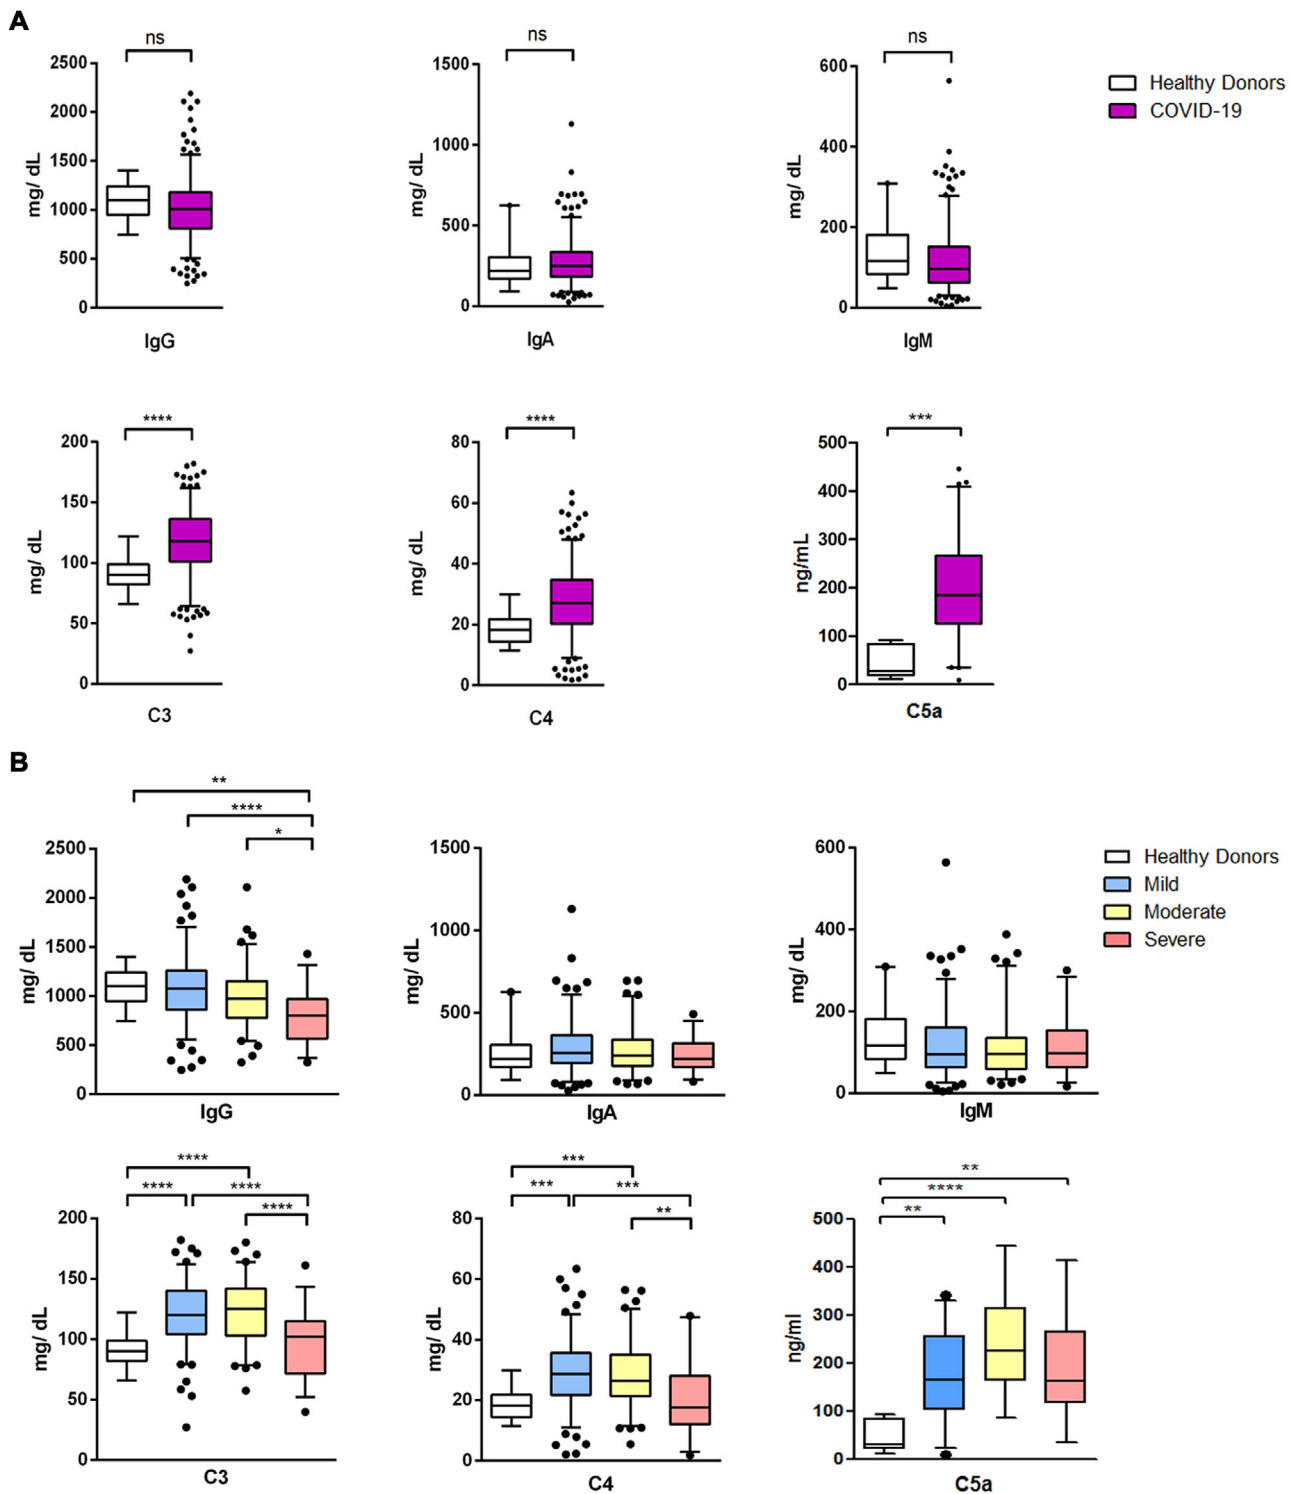 A
ns
ns
ns
2500
2000
1500
1000
500
0
mg/ dL
IgG
1500
1000
500
0
mg/ dL
IgA
600
400
200
0
mg/ dL
IgM
Healthy Donors
COVID-19
****
****
***
200
150
100
50
0
mg/ dL
C3
80
60
40
20
0
mg/ dL
C4
500
400
300
200
100
0
ng/mL
C5a
B
**
****
*
2500
2000
1500
1000
500
0
mg/ dL
IgG
1500
1000
500
0
mg/ dL
IgA
600
400
200
0
mg/ dL
IgM
Healthy Donors
Mild
Moderate
Severe
****
**** ****
****
200
150
100
50
0
mg/ dL
C3
***
*** ***
**
80
60
40
20
0
mg/ dL
C4
**
****
**
500
400
300
200
100
0
ng/ml
C5a